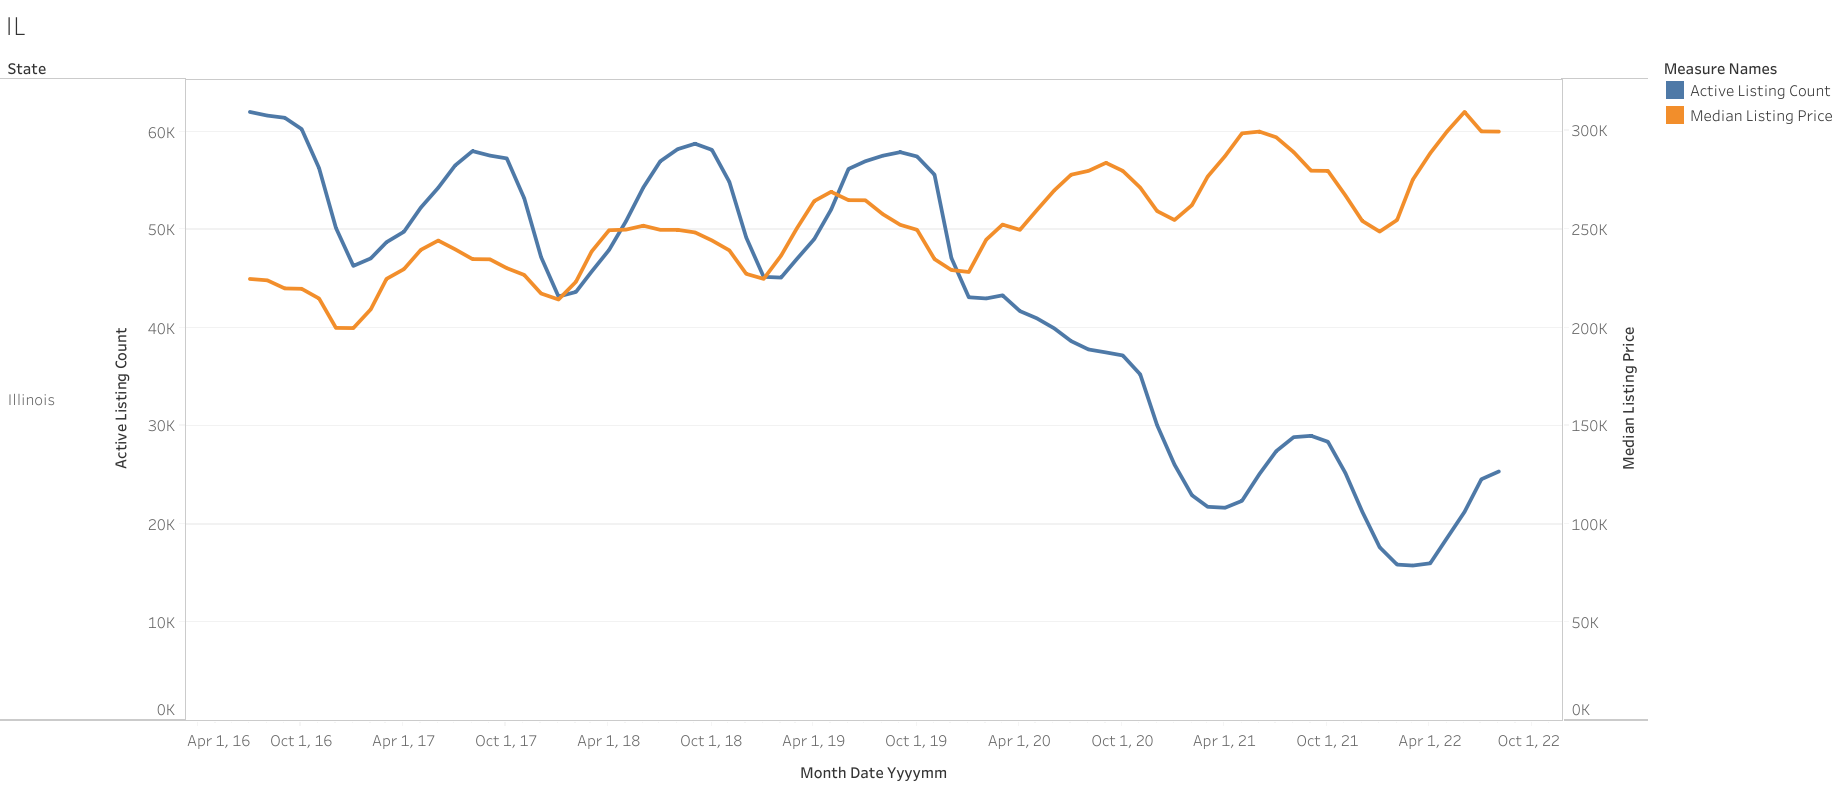 IL
State
Measure Names
Active Listing Count
Median Listing Price
Illinois
Active Listing Count
60K
50K
40K
30K
20K
10K
0K
300K
250K
200K
150K
100K
50K
0K
Median Listing Price
Apr 1, 16 Oct 1, 16 Apr 1, 17 Oct 1, 17 Apr 1, 18 Oct 1, 18 Apr 1, 19 Oct 1, 19 Apr 1, 20 Oct 1, 20 Apr 1, 21 Oct 1, 21 Apr 1, 22 Oct 1, 22
Month Date Yyyymm